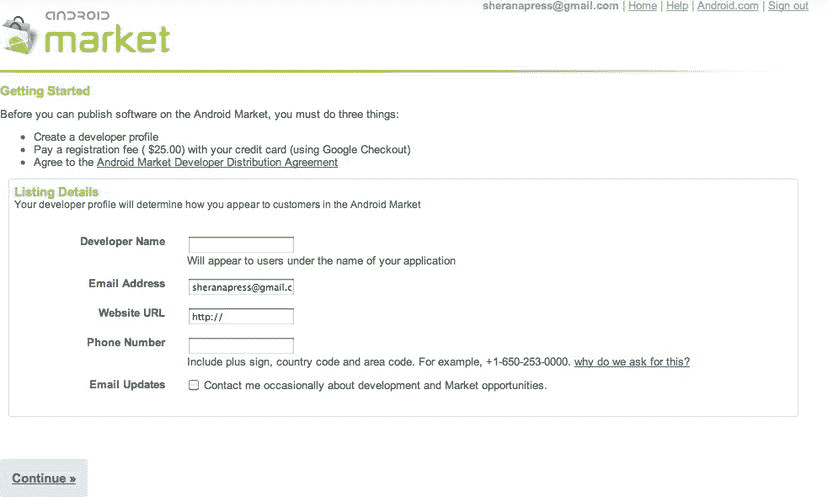 sheranapress@gmail.com | Home | Help | Android.com | Sign out
ANDROID
market
Getting Started
Before you can publish software on the Android Market, you must do three things:
• Create a developer profile
• Pay a registration fee ( $25.00) with your credit card (using Google Checkout)
• Agree to the Android Market Developer Distribution Agreement
Listing Details
Your developer profile will determine how you appear to customers in the Android Market
Developer Name
Will appear to users under the name of your application
Email Address sheranapress@gmail.c
Website URL http://
Phone Number
Include plus sign, country code and area code. For example, +1-650-253-0000. why do we ask for this?
Email Updates Contact me occasionally about development and Market opportunities.
Continue »